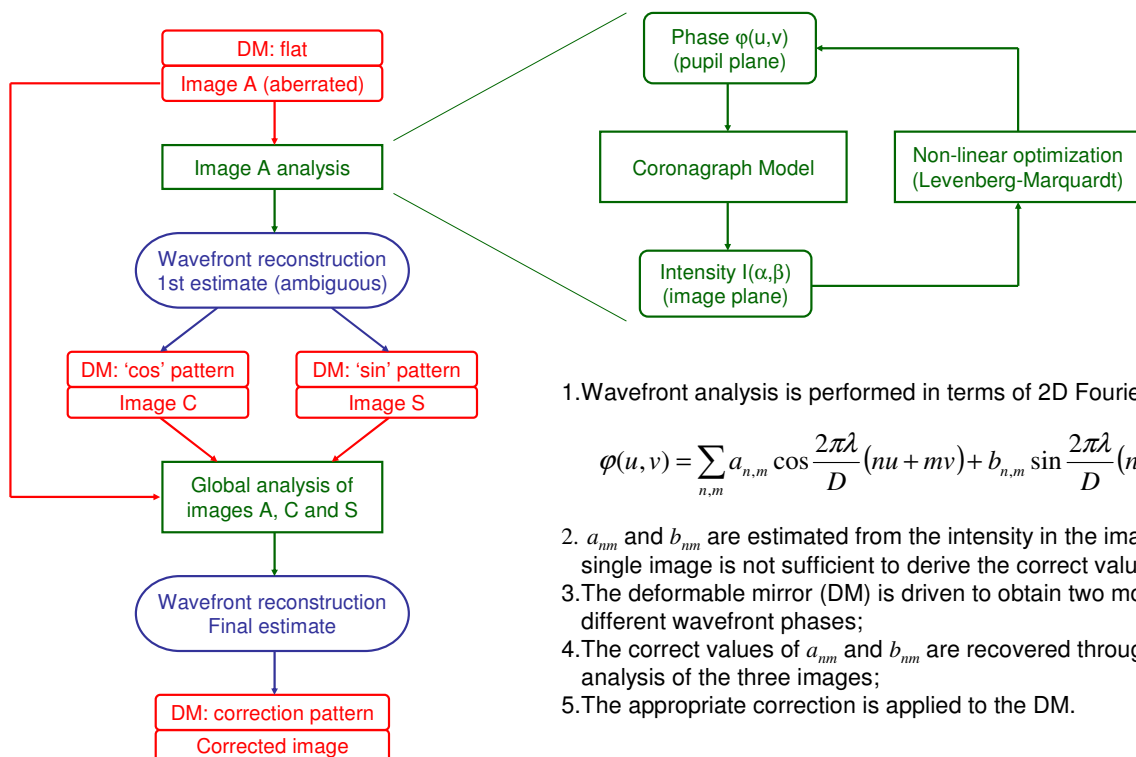 DM: flat
Image A (aberrated)
Image A analysis
Wavefront reconstruction
1st estimate (ambiguous)
DM: ‘cos’ pattern
Image C
DM: ‘sin’ pattern
Image S
Global analysis of
images A, C and S
Wavefront reconstruction
Final estimate
DM: correction pattern
Corrected image
Phase φ(u,v)
(pupil plane)
Coronagraph Model
Non-linear optimization
(Levenberg-Marquardt)
Intensity I(α,β)
(image plane)
1.Wavefront analysis is performed in terms of 2D
φ(u,v) = ∑_{n,m} a_{n,m} cos (2πλ/D)(nu + mv) + b_{n,m} sin (2πλ/D)(n
2. a_{nm} and b_{nm} are estimated from the intensity in the
single image is not sufficient to derive the correct
3.The deformable mirror (DM) is driven to obtain two
different wavefront phases;
4.The correct values of a_{nm} and b_{nm} are recovered
analysis of the three images;
5.The appropriate correction is applied to the DM.